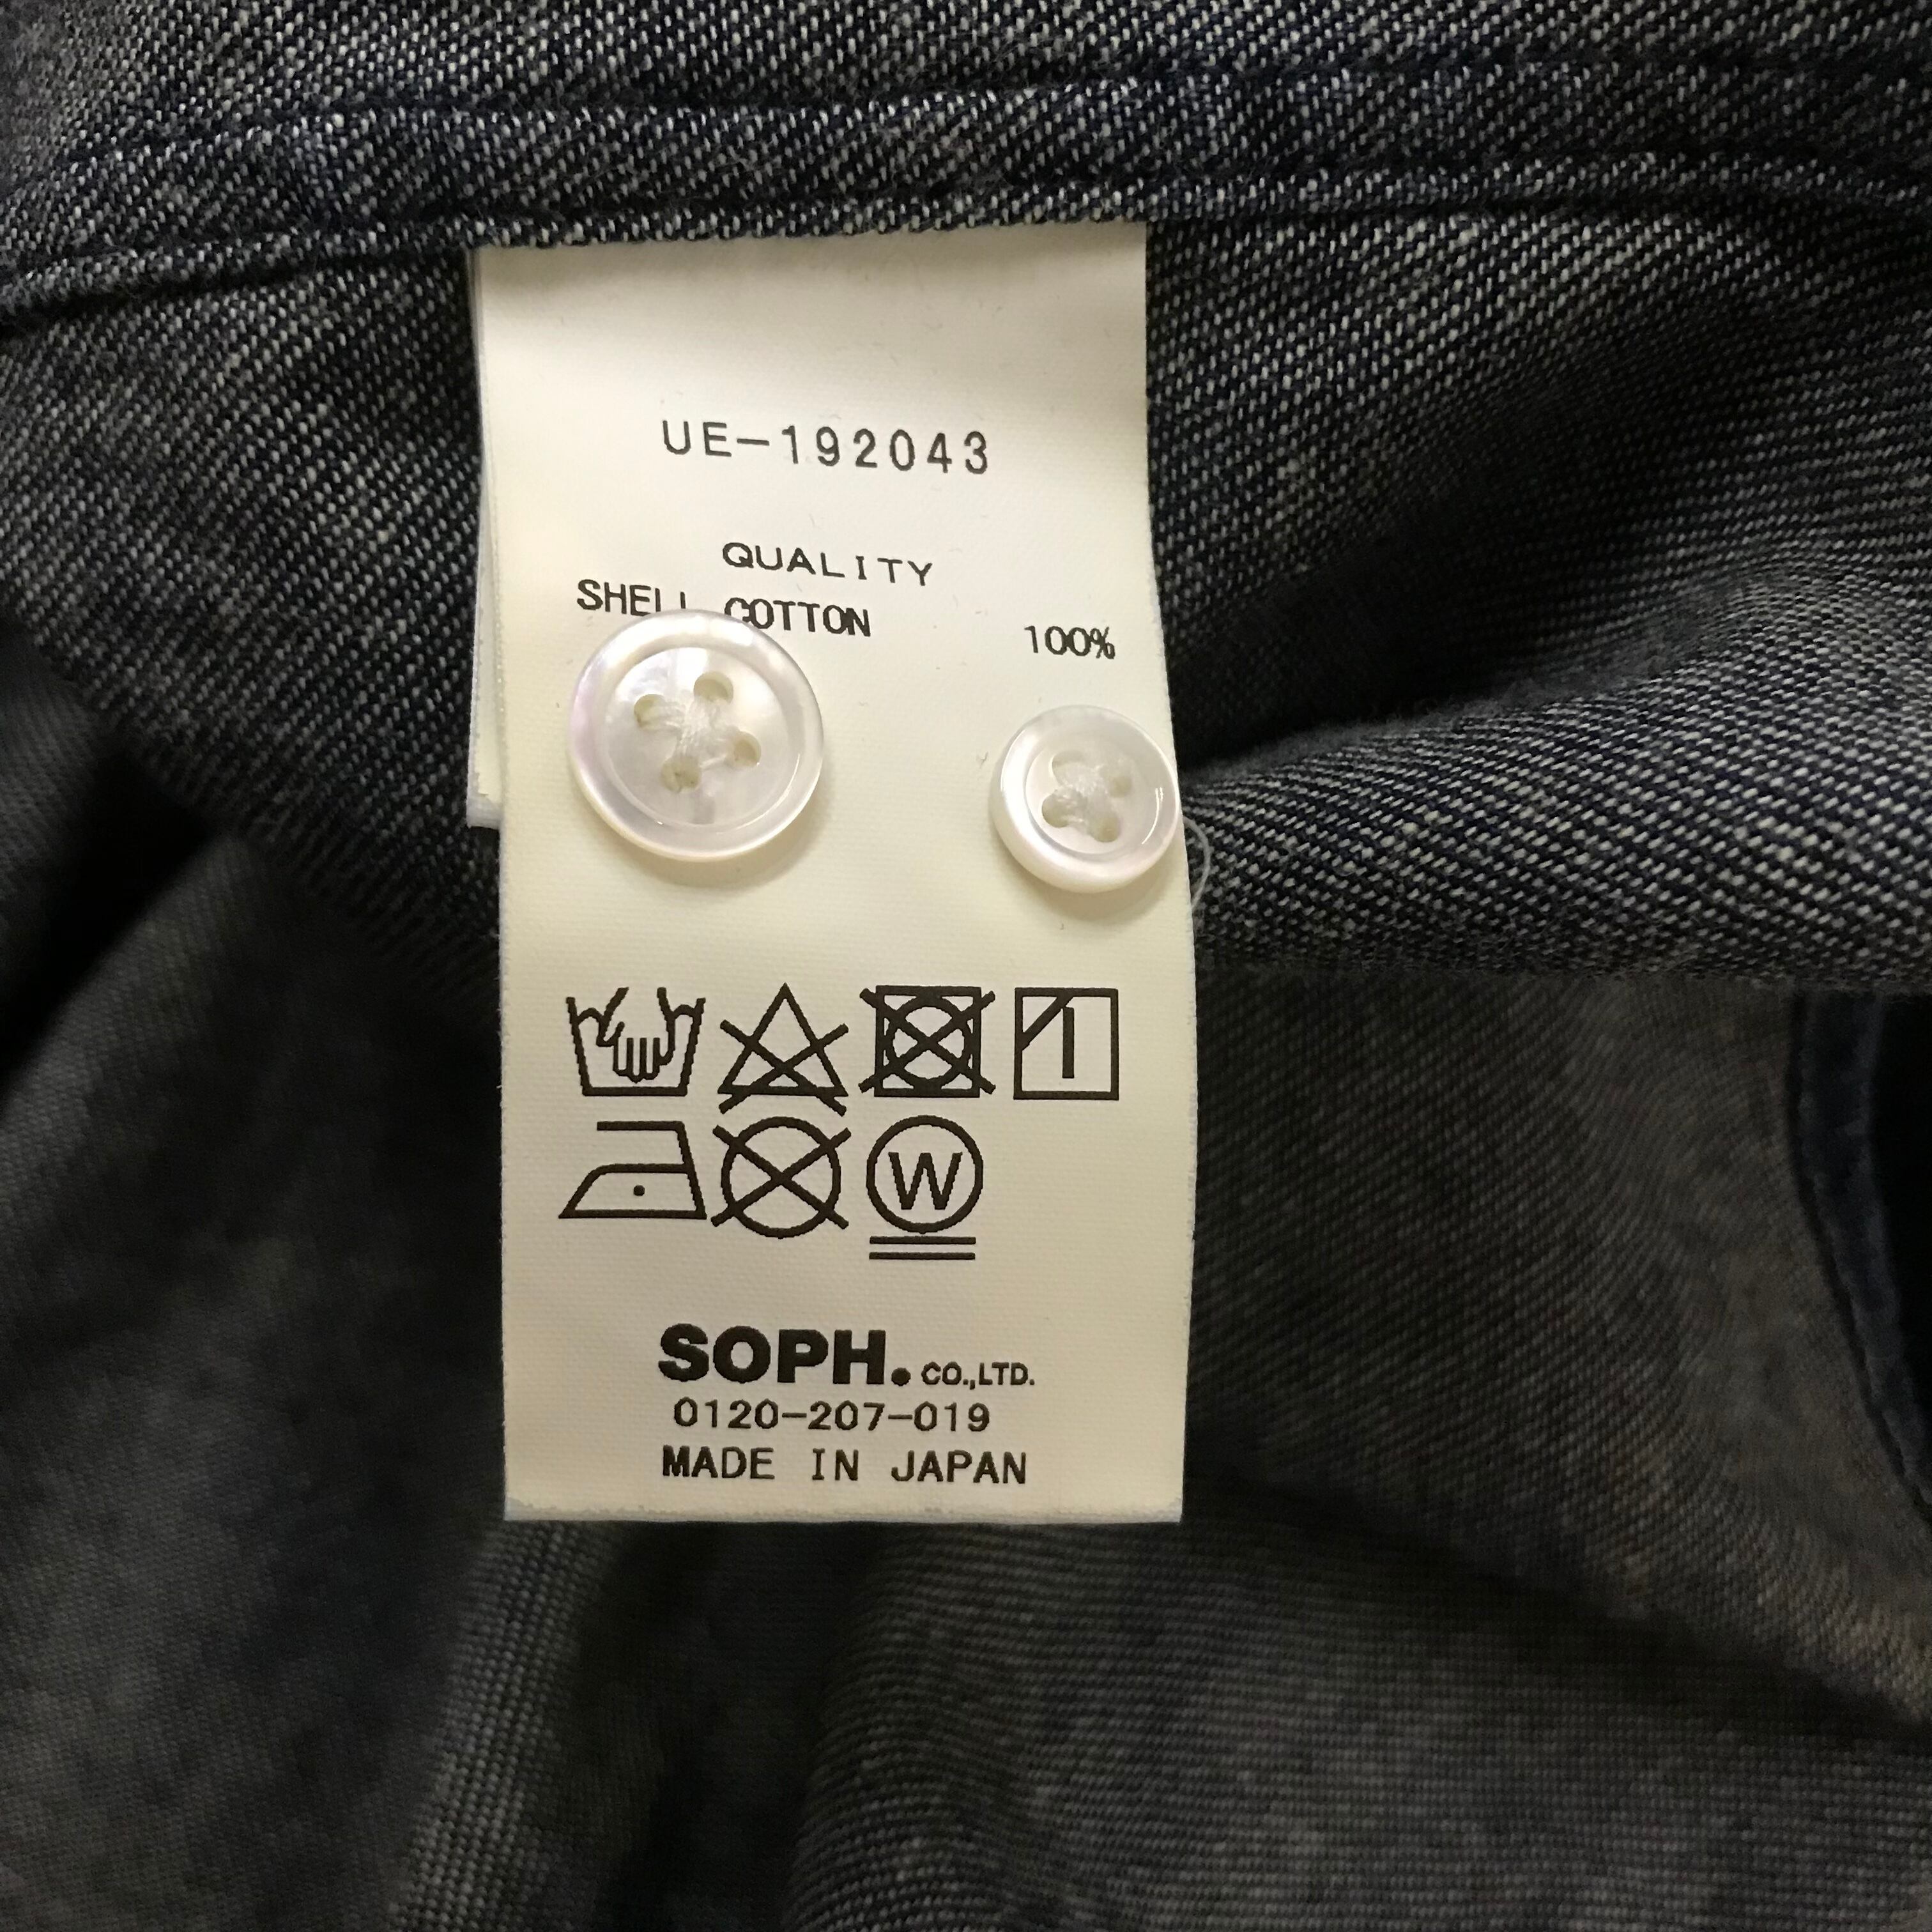 UE-192043
QUALITY
SHELL COTTON 100%
W
SOPH. CO.,LTD.
0120-207-019
MADE IN JAPAN